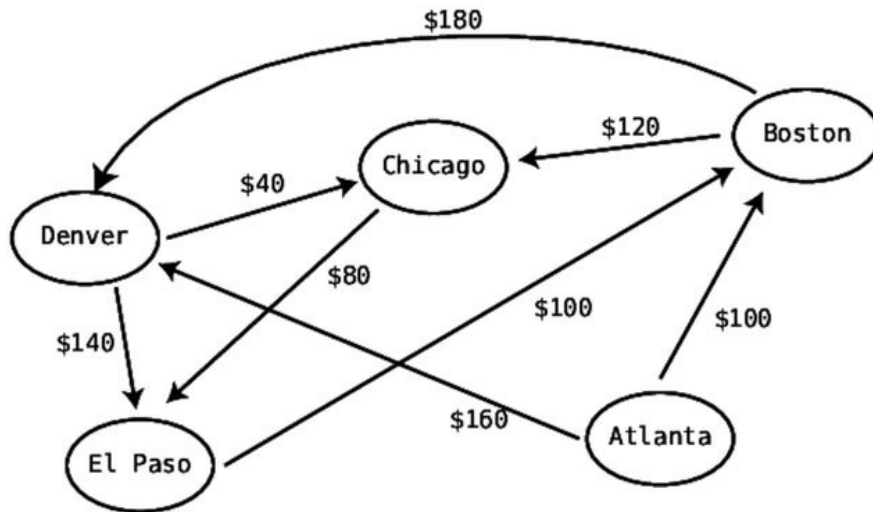 $180
Boston
$120
Chicago
$40
Denver
$80
$100
$100
$140
$160
Atlanta
El Paso